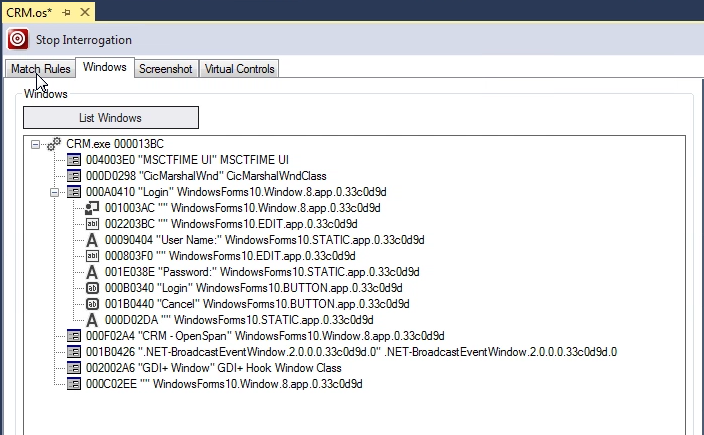 CRM.os*
Stop Interrogation
Match Rules Windows Screenshot Virtual Controls
Windows
List Windows
CRM.exe 000013BC
004003E0 "MSCTFIME UI" MSCTFIME UI
000D0298 "CicMarshalWnd" CicMarshalWndClass
000A0410 "Login" WindowsForms10.Window.8.app.0.33c0d9d
001003AC "" WindowsForms10.Window.8.app.0.33c0d9d
002203BC "" WindowsForms10.EDIT.app.0.33c0d9d
00090404 "User Name:" WindowsForms10.STATIC.app.0.33c0d9d
000803F0 "" WindowsForms10.EDIT.app.0.33c0d9d
001E038E "Password:" WindowsForms10.STATIC.app.0.33c0d9d
000B0340 "Login" WindowsForms10.BUTTON.app.0.33c0d9d
001B0440 "Cancel" WindowsForms10.BUTTON.app.0.33c0d9d
000D02DA "" WindowsForms10.STATIC.app.0.33c0d9d
000F02A4 "CRM - OpenSpan" WindowsForms10.Window.8.app.0.33c0d9d
001B0426 ".NET-BroadcastEventWindow.2.0.0.0.33c0d9d.0" .NET-BroadcastEventWindow.2.0.0.0.33c0d9d.0
002002A6 "GDI+ Window" GDI+ Hook Window Class
000C02EE "" WindowsForms10.Window.8.app.0.33c0d9d